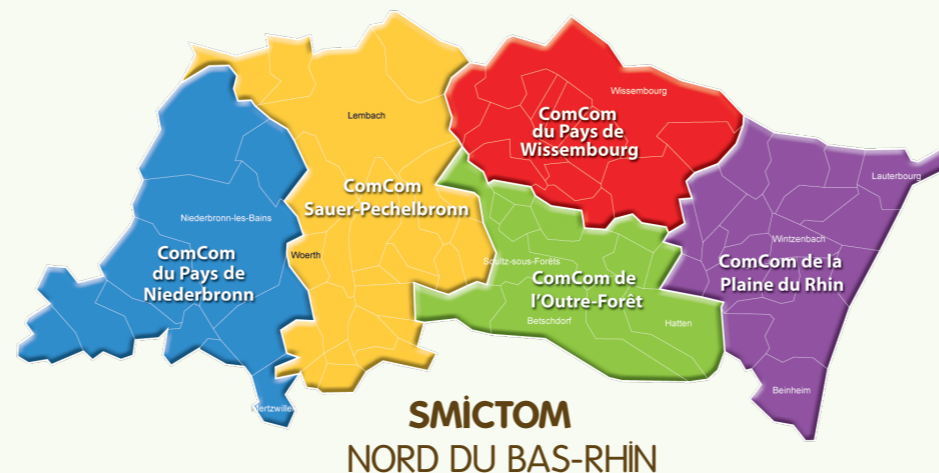 Wissembourg
ComCom
du Pays de
Wissembourg
Lembach
Lauterbourg
ComCom
Sauer-Pechelbronn
Niederbronn-les-Bains
Woerth
ComCom
du Pays de
Niederbronn
Wintzenbach
ComCom de la
Plaine du Rhin
Soultz-sous-Forêts
ComCom de
l'Outre-Forêt
Betschdorf
Hatten
Beinheim
Mertzwiller
SMICTOM
NORD DU BAS-RHIN